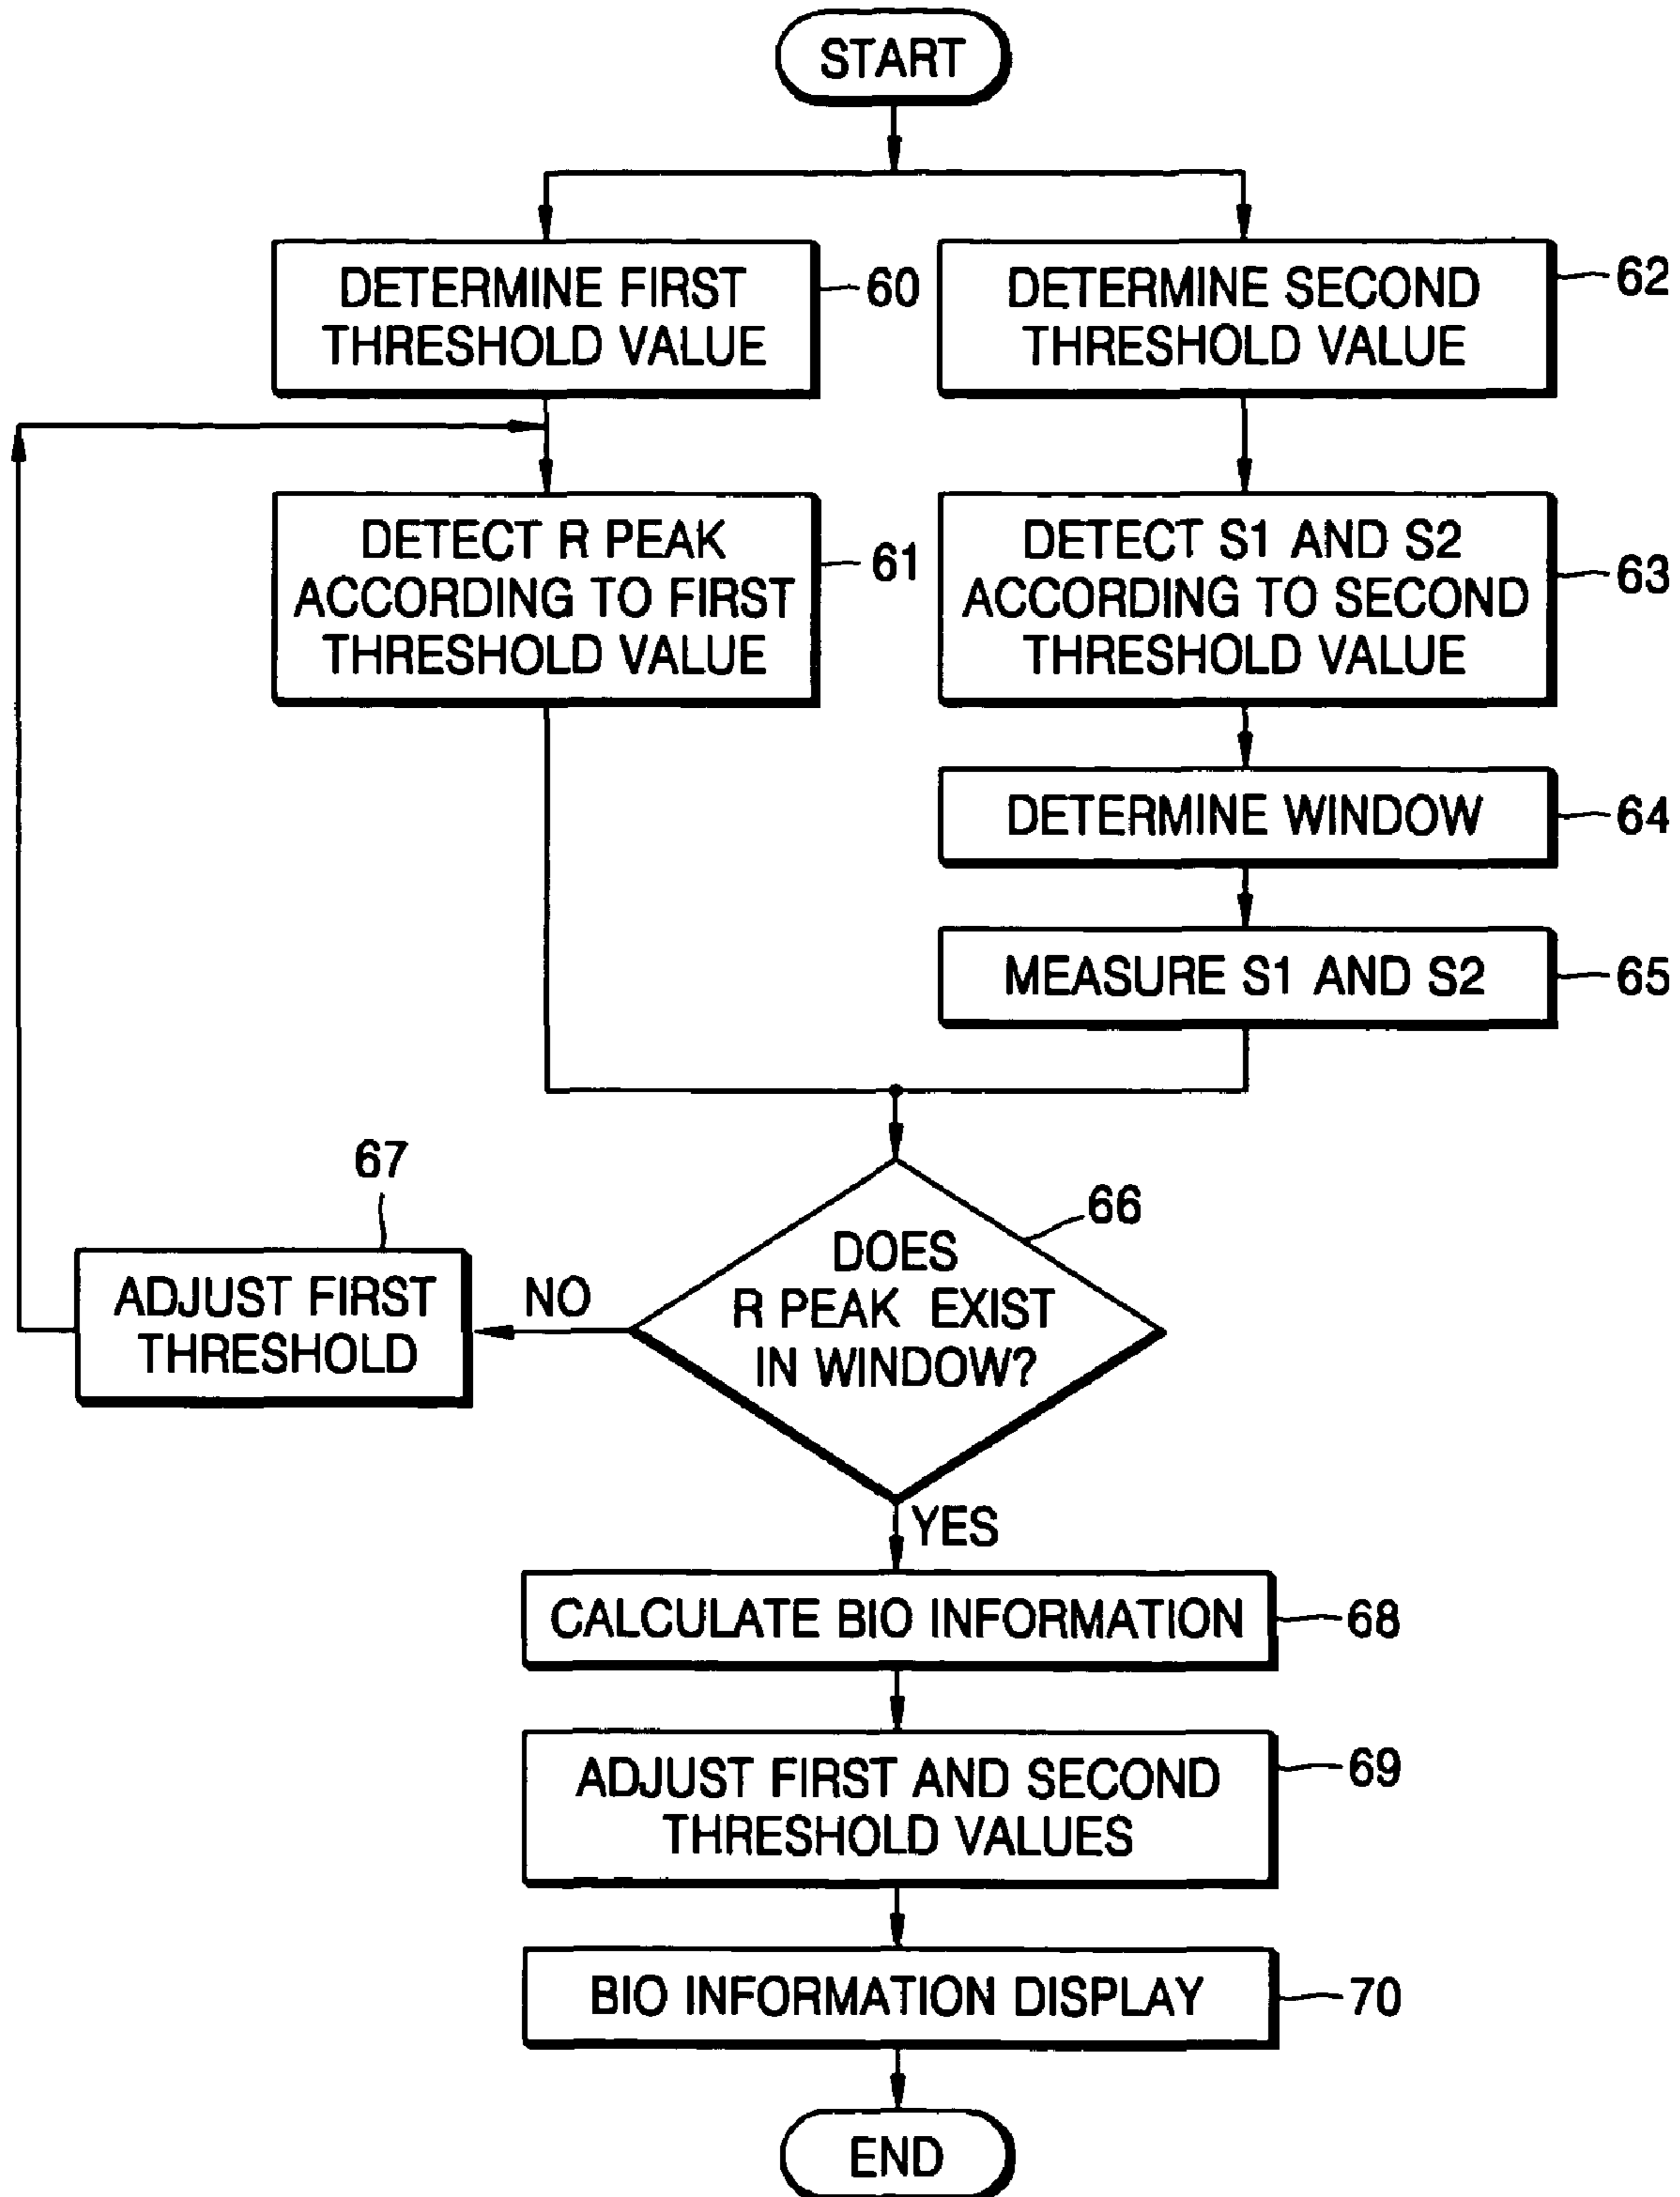 START
DETERMINE FIRST
THRESHOLD VALUE
60
DETERMINE SECOND
THRESHOLD VALUE
62
DETECT R PEAK
ACCORDING TO FIRST
THRESHOLD VALUE
61
DETECT S1 AND S2
ACCORDING TO SECOND
THRESHOLD VALUE
63
DETERMINE WINDOW
64
MEASURE S1 AND S2
65
67
ADJUST FIRST
THRESHOLD
NO
66
DOES
R PEAK EXIST
IN WINDOW?
YES
CALCULATE BIO INFORMATION
68
ADJUST FIRST AND SECOND
THRESHOLD VALUES
69
BIO INFORMATION DISPLAY
70
END